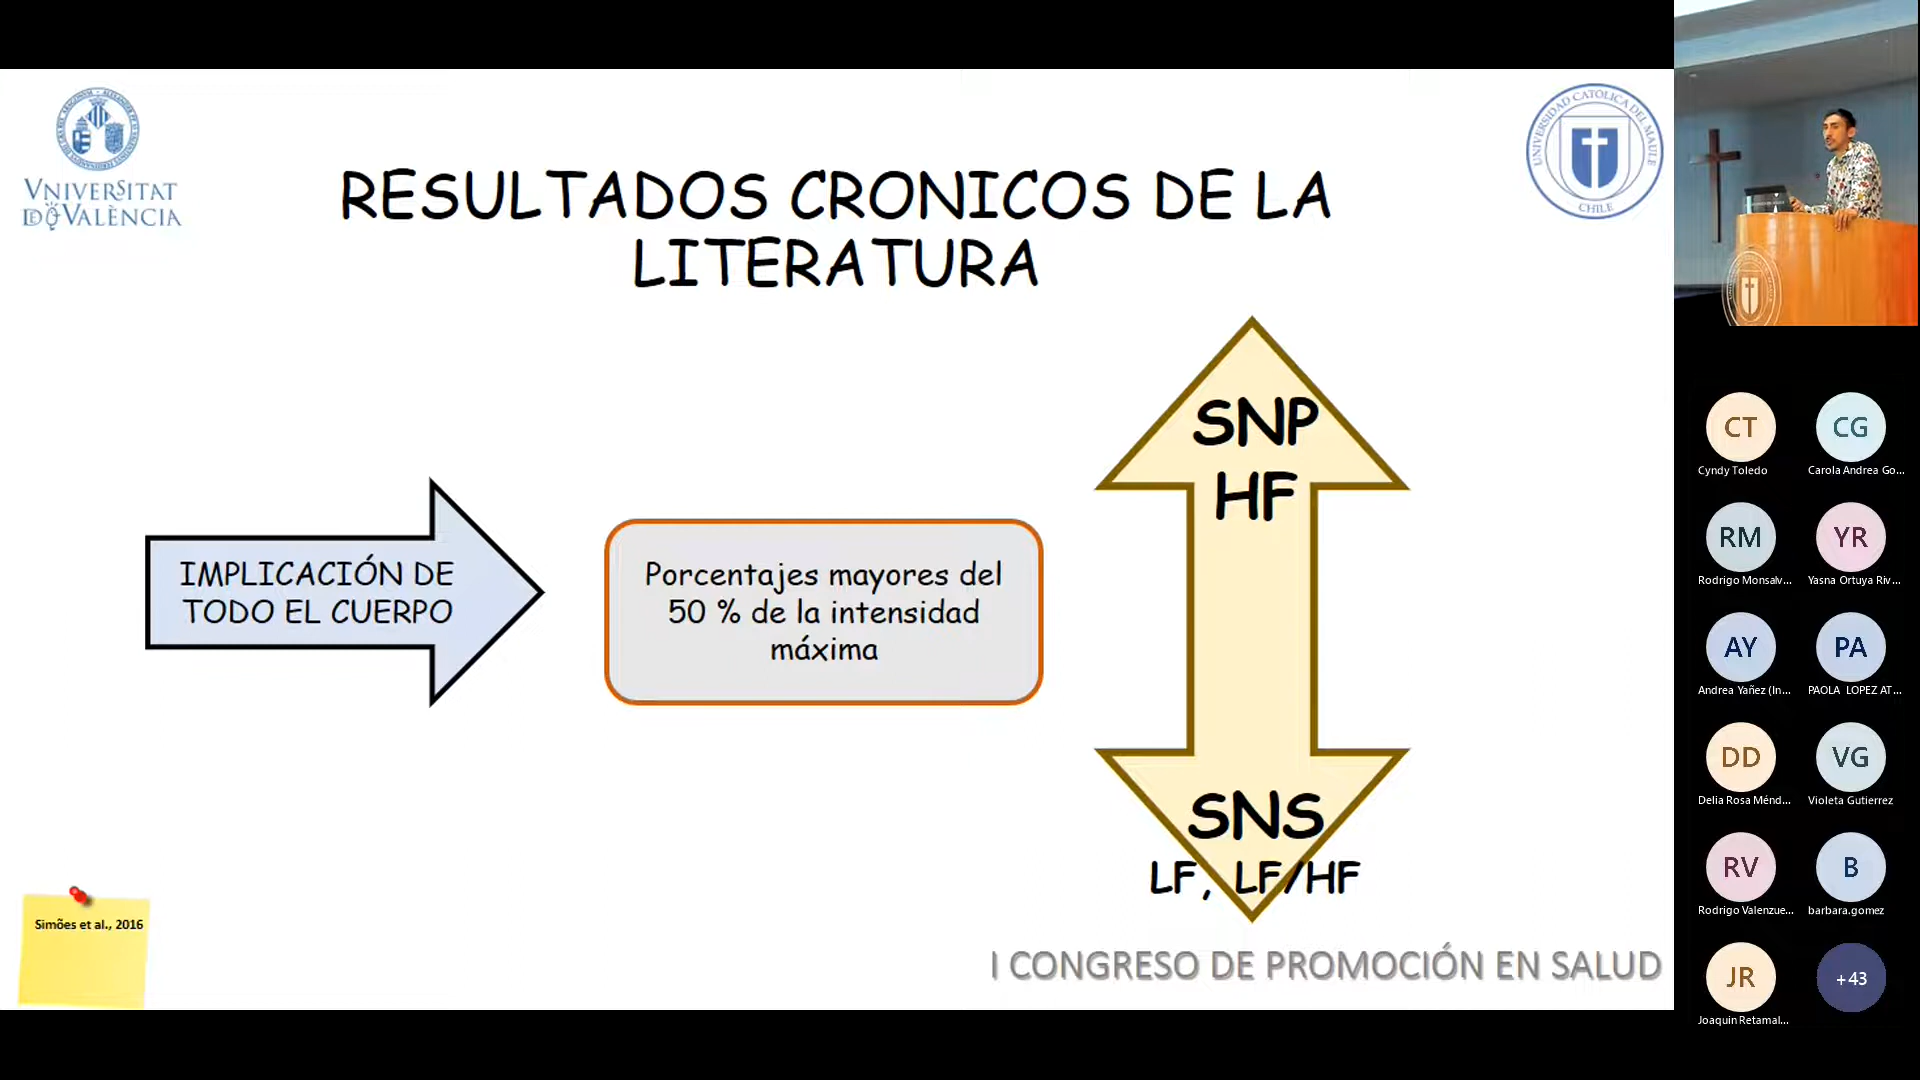 VNIVERSITAT
DE VALÈNCIA
UNIVERSIDAD CATOLICA DEL MAULE
CHILE
RESULTADOS CRONICOS DE LA
LITERATURA
IMPLICACIÓN DE
TODO EL CUERPO
Porcentajes mayores del
50 % de la intensidad
máxima
SNP
HF
SNS
LF, LF/HF
Simões et al., 2016
I CONGRESO DE PROMOCIÓN EN SALUD
CT
Cyndy Toledo
CG
Carola Andrea Go...
RM
Rodrigo Monsalv...
YR
Yasna Ortuya Riv...
AY
Andrea Yañez (In...
PA
PAOLA LOPEZ AT...
DD
Delia Rosa Ménd...
VG
Violeta Gutierrez
RV
Rodrigo Valenzue...
B
barbara.gomez
JR
Joaquin Retamal...
+43